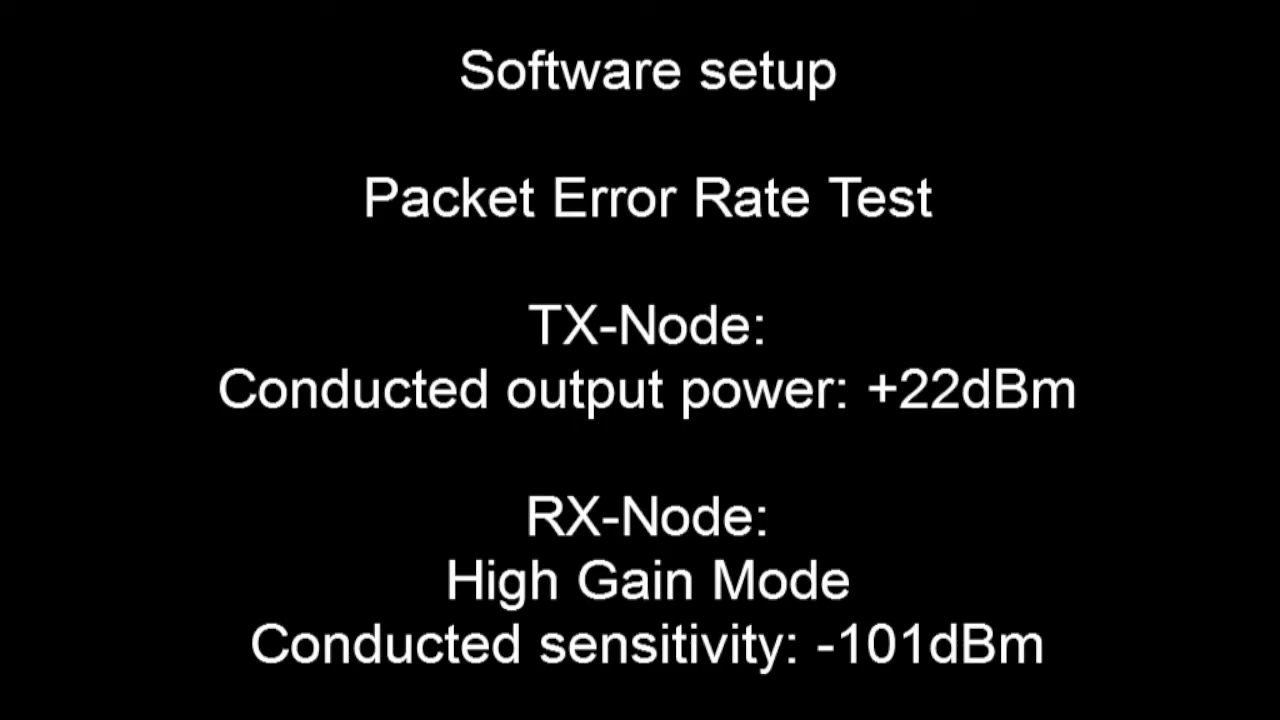 Software setup
Packet Error Rate Test
TX-Node:
Conducted output power: +22dBm
RX-Node:
High Gain Mode
Conducted sensitivity: -101dBm